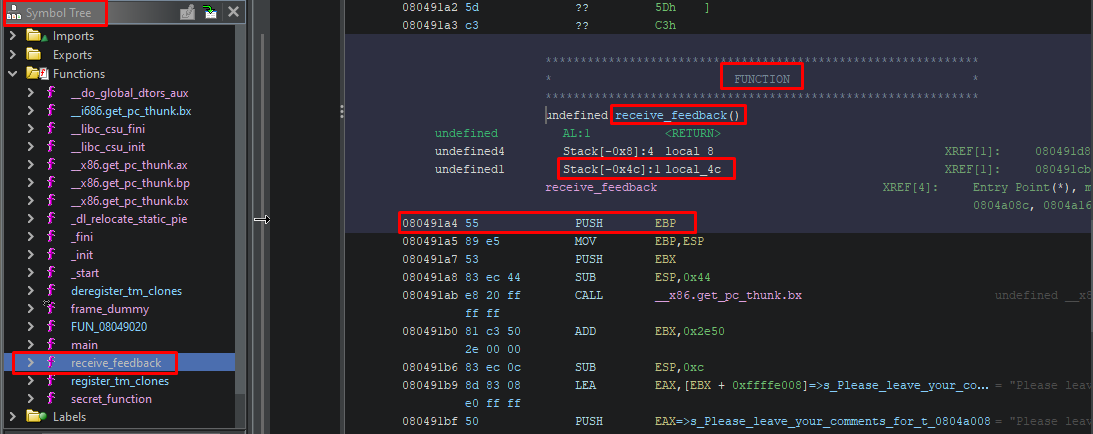 Symbol Tree
Imports
Exports
Functions
__do_global_dtors_aux
__i686.get_pc_thunk.bx
__libc_csu_fini
__libc_csu_init
__x86.get_pc_thunk.ax
__x86.get_pc_thunk.bp
__x86.get_pc_thunk.bx
_dl_relocate_static_pie
_fini
_init
_start
deregister_tm_clones
frame_dummy
FUN_08049020
main
receive_feedback
register_tm_clones
secret_function
Labels
080491a2 5d ?? 5Dh ]
080491a3 c3 ?? C3h
**************************************************************
* FUNCTION *
**************************************************************
undefined receive_feedback()
undefined AL:1 <RETURN>
undefined4 Stack[-0x8]:4 local_8 XREF[1]: 080491d8
undefined1 Stack[-0x4c]:1 local_4c XREF[1]: 080491cb
receive_feedback XREF[4]: Entry Point(*), m
0804a08c, 0804a16
080491a4 55 PUSH EBP
080491a5 89 e5 MOV EBP,ESP
080491a7 53 PUSH EBX
080491a8 83 ec 44 SUB ESP,0x44
080491ab e8 20 ff CALL __x86.get_pc_thunk.bx undefined __x
ff ff
080491b0 81 c3 50 ADD EBX,0x2e50
2e 00 00
080491b6 83 ec 0c SUB ESP,0xc
080491b9 8d 83 08 LEA EAX,[EBX + 0xffffe008]=>s_Please_leave_your_co... = "Please leav
e0 ff ff
080491bf 50 PUSH EAX=>s_Please_leave_your_comments_for_t_0804a008 = "Please leav